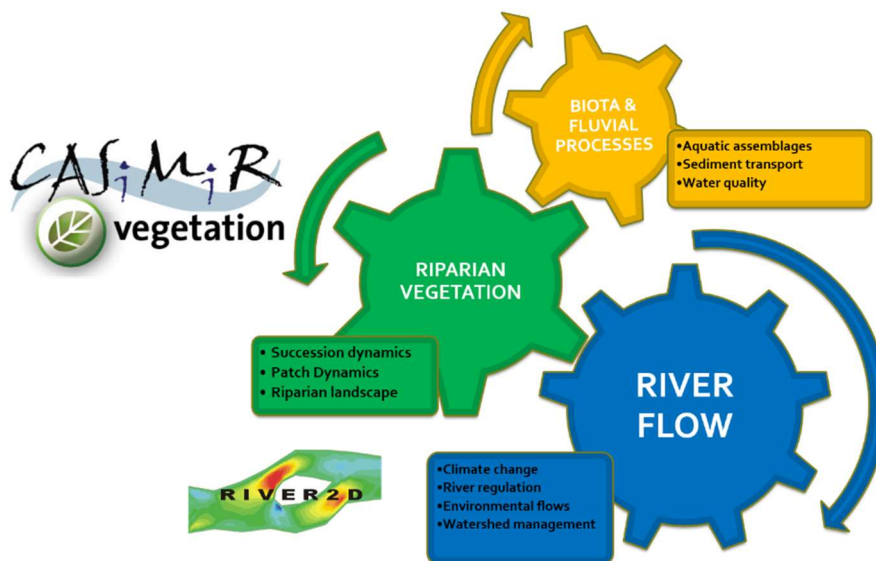 CASiMiR
vegetation
BIOTA &
FLUVIAL
PROCESSES
•Aquatic assemblages
•Sediment transport
•Water quality
RIPARIAN
VEGETATION
• Succession dynamics
• Patch Dynamics
• Riparian landscape
RIVER
FLOW
•Climate change
•River regulation
•Environmental flows
•Watershed management
RIVER2D